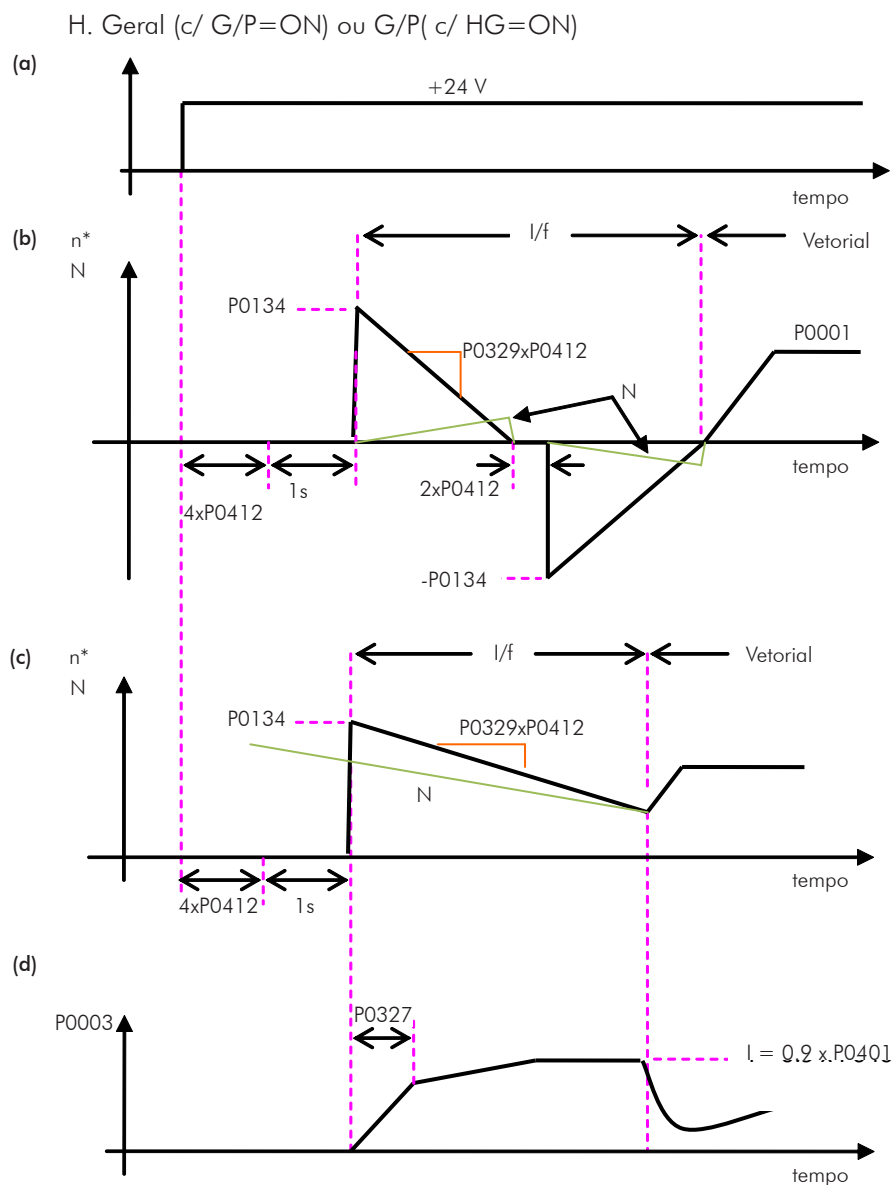 H. Geral (c/ G/P=ON) ou G/P( c/ HG=ON)
(a)
+24 V
tempo
(b)
n*
N
I/f
Vetorial
P0134
P0329xP0412
P0001
N
tempo
4xP0412
1s
2xP0412
-P0134
(c)
n*
N
I/f
Vetorial
P0134
P0329xP0412
N
tempo
4xP0412
1s
(d)
P0003
P0327
I = 0.9 x P0401
tempo